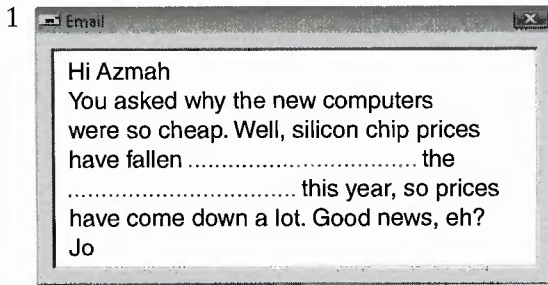 1
Email
Hi Azmah
You asked why the new computers
were so cheap. Well, silicon chip prices
have fallen ................................ the
................................ this year, so prices
have come down a lot. Good news, eh?
Jo